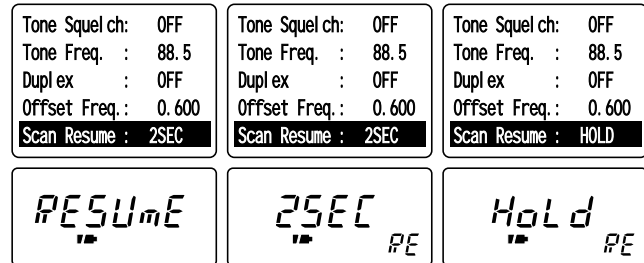 Tone Squelch: OFF
Tone Freq. : 88.5
Duplex : OFF
Offset Freq.: 0.600
Scan Resume : 2SEC
Tone Squelch: OFF
Tone Freq. : 88.5
Duplex : OFF
Offset Freq.: 0.600
Scan Resume : 2SEC
Tone Squelch: OFF
Tone Freq. : 88.5
Duplex : OFF
Offset Freq.: 0.600
Scan Resume : HOLD
RESUmE
2SEC
RE
HoLd
RE